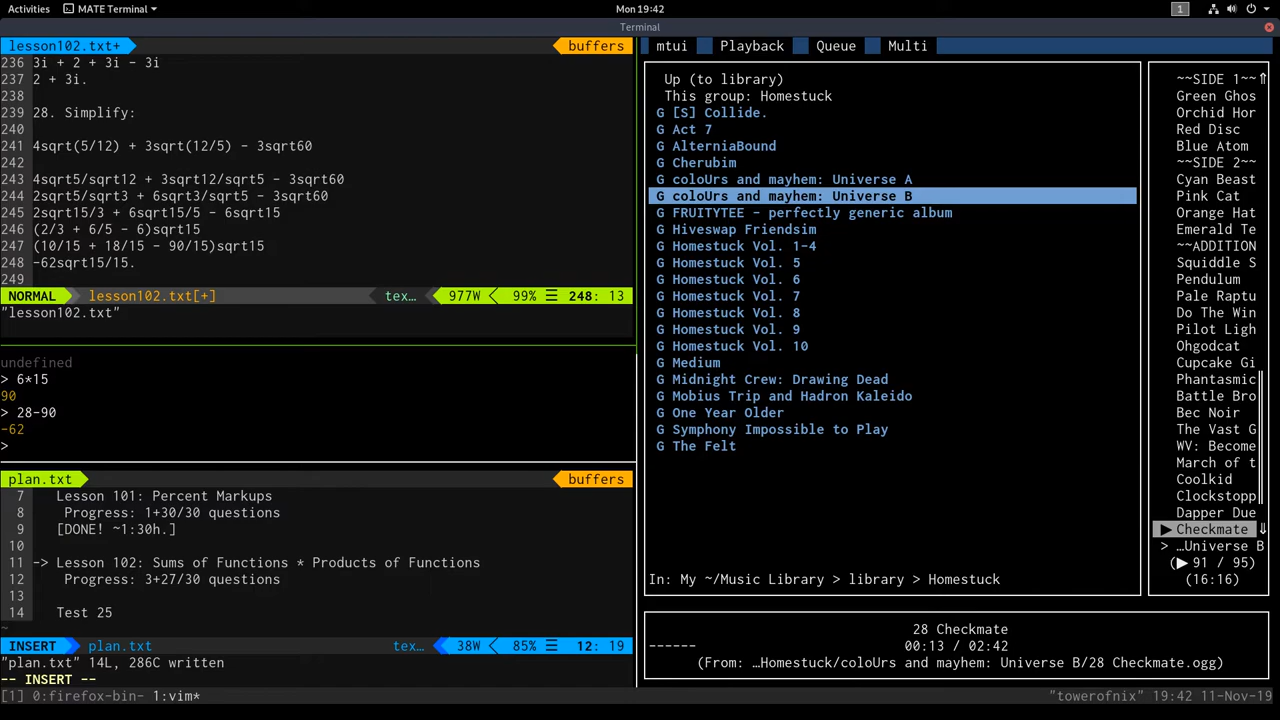 Activities MATE Terminal Mon 19:42 1
Terminal
lesson102.txt+ buffers
236 3i + 2 + 3i - 3i
237 2 + 3i.
238
239 28. Simplify:
240
241 4sqrt(5/12) + 3sqrt(12/5) - 3sqrt60
242
243 4sqrt5/sqrt12 + 3sqrt12/sqrt5 - 3sqrt60
244 2sqrt5/sqrt3 + 6sqrt3/sqrt5 - 3sqrt60
245 2sqrt15/3 + 6sqrt15/5 - 6sqrt15
246 (2/3 + 6/5 - 6)sqrt15
247 (10/15 + 18/15 - 90/15)sqrt15
248 -62sqrt15/15.
249
NORMAL lesson102.txt[+] tex… 977W 99% ☰ 248: 13
"lesson102.txt"
undefined
> 6*15
90
> 28-90
-62
>
plan.txt buffers
7 Lesson 101: Percent Markups
8 Progress: 1+30/30 questions
9 [DONE! ~1:30h.]
10
11 -> Lesson 102: Sums of Functions * Products of Functions
12 Progress: 3+27/30 questions
13
14 Test 25
~
INSERT plan.txt tex… 38W 85% ☰ 12: 19
"plan.txt" 14L, 286C written
-- INSERT --
mtui Playback Queue Multi
Up (to library)
This group: Homestuck
G [S] Collide.
G Act 7
G AlterniaBound
G Cherubim
G coloUrs and mayhem: Universe A
G coloUrs and mayhem: Universe B
G FRUITYTEE - perfectly generic album
G Hiveswap Friendsim
G Homestuck Vol. 1-4
G Homestuck Vol. 5
G Homestuck Vol. 6
G Homestuck Vol. 7
G Homestuck Vol. 8
G Homestuck Vol. 9
G Homestuck Vol. 10
G Medium
G Midnight Crew: Drawing Dead
G Mobius Trip and Hadron Kaleido
G One Year Older
G Symphony Impossible to Play
G The Felt
In: My ~/Music Library > library > Homestuck
~~SIDE 1~~⇑
Green Ghos
Orchid Hor
Red Disc
Blue Atom
~~SIDE 2~~
Cyan Beast
Pink Cat
Orange Hat
Emerald Te
~~ADDITION
Squiddle S
Pendulum
Pale Raptu
Do The Win
Pilot Ligh
Ohgodcat
Cupcake Gi
Phantasmic
Battle Bro
Bec Noir
The Vast G
WV: Become
March of t
Coolkid
Clockstopp
Dapper Due
▶ Checkmate ⇓
> …Universe B
(▶ 91 / 95)
(16:16)
28 Checkmate
------ 00:13 / 02:42
(From: …Homestuck/coloUrs and mayhem: Universe B/28 Checkmate.ogg)
[1] 0:firefox-bin- 1:vim* "towerofnix" 19:42 11-Nov-19